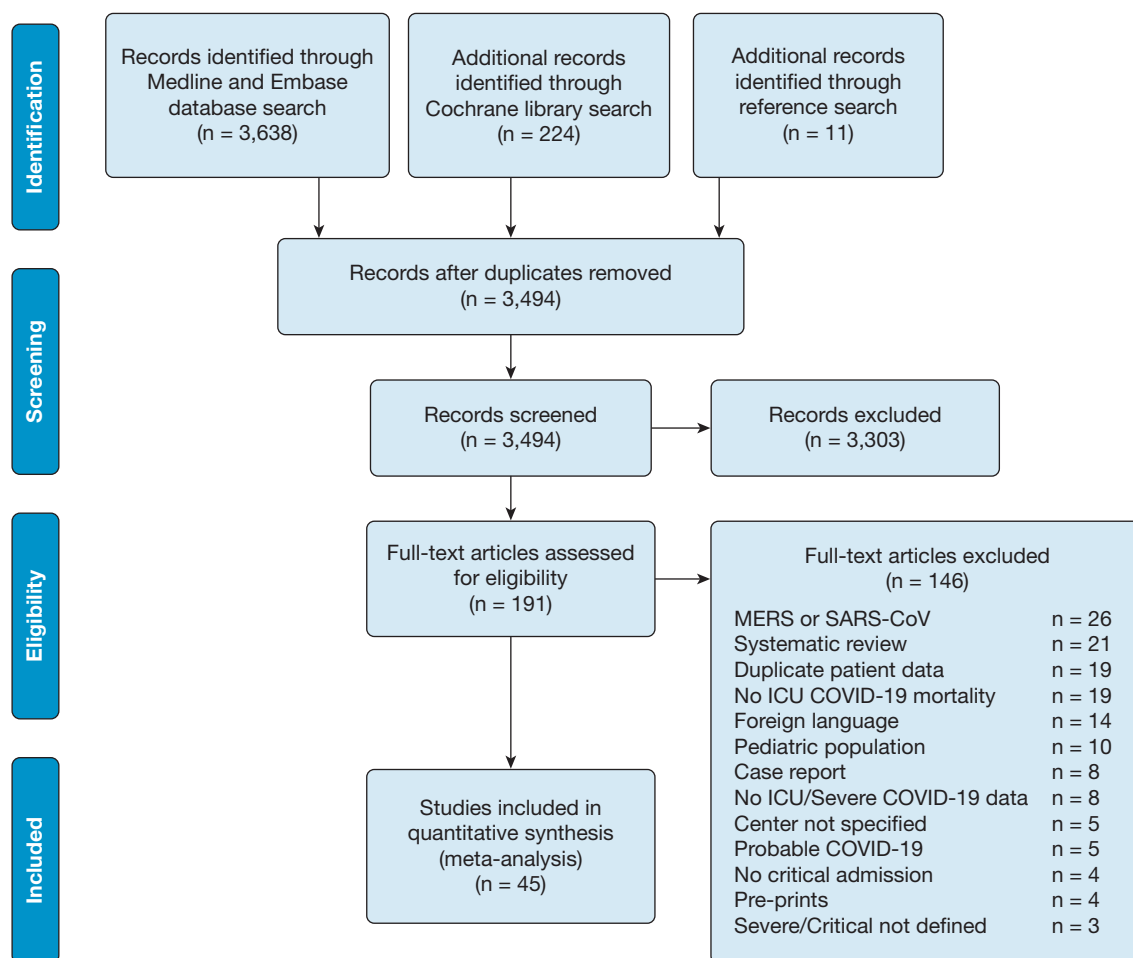 Identification
Records identified through
Medline and Embase
database search
(n = 3,638)
Additional records
identified through
Cochrane library search
(n = 224)
Additional records
identified through
reference search
(n = 11)
Screening
Records after duplicates removed
(n = 3,494)
Records screened
(n = 3,494)
Records excluded
(n = 3,303)
Eligibility
Full-text articles assessed
for eligibility
(n = 191)
Full-text articles excluded
(n = 146)
MERS or SARS-CoV n = 26
Systematic review n = 21
Duplicate patient data n = 19
No ICU COVID-19 mortality n = 19
Foreign language n = 14
Pediatric population n = 10
Case report n = 8
No ICU/Severe COVID-19 data n = 8
Center not specified n = 5
Probable COVID-19 n = 5
No critical admission n = 4
Pre-prints n = 4
Severe/Critical not defined n = 3
Included
Studies included in
quantitative synthesis
(meta-analysis)
(n = 45)